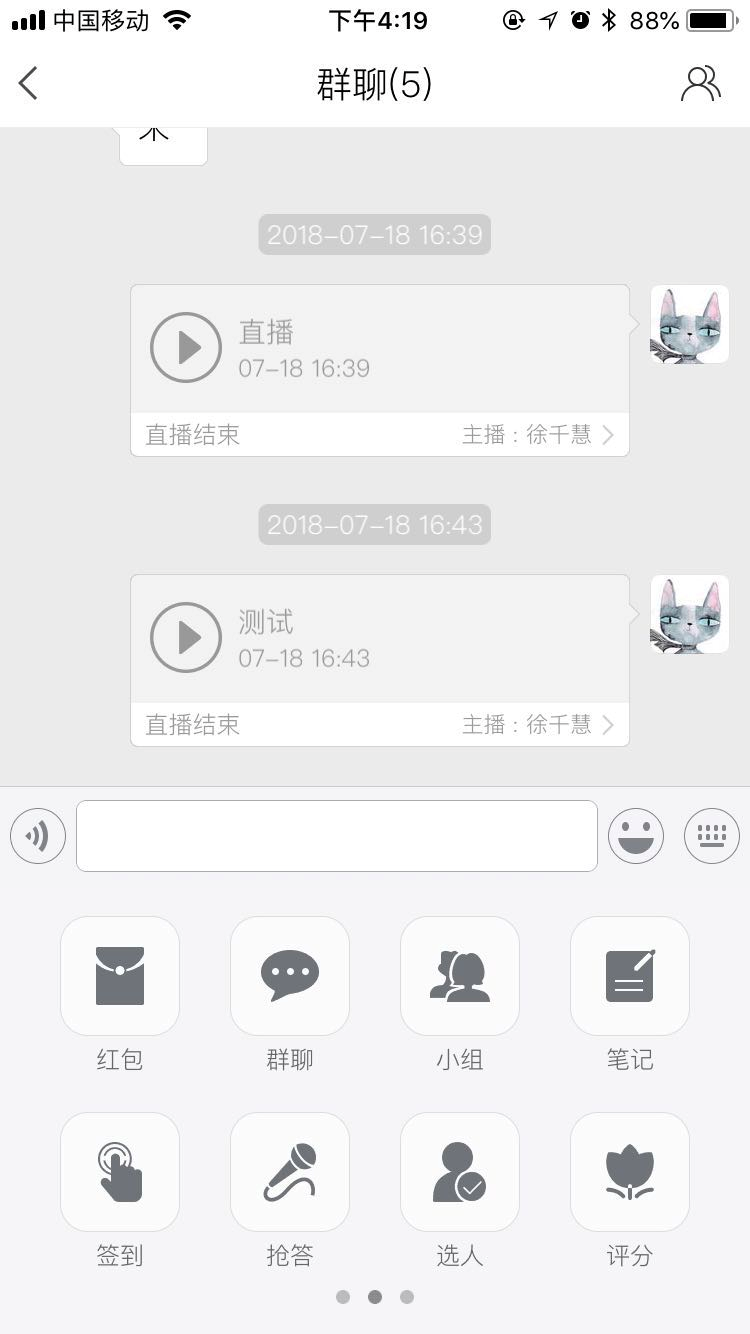 中国移动
下午4:19
88%
群聊(5)
2018-07-18 16:39
直播
07-18 16:39
直播结束
主播：徐千慧
2018-07-18 16:43
测试
07-18 16:43
直播结束
主播：徐千慧
红包
群聊
小组
笔记
签到
抢答
选人
评分